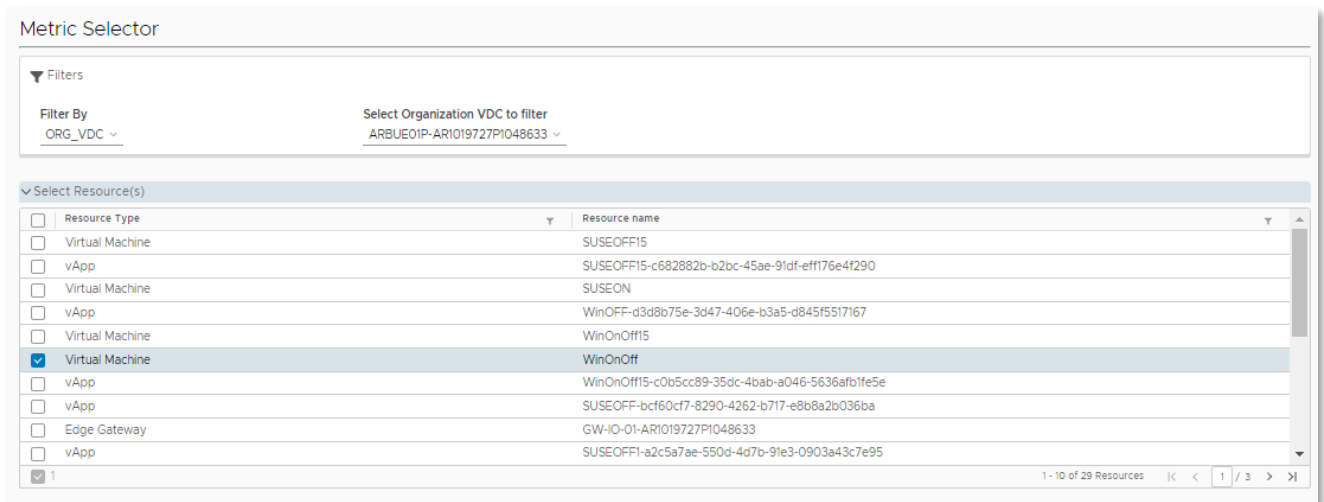 Metric Selector
Filters
Filter By Select Organization VDC to filter
ORG_VDC ARBUE01P-AR1019727P1048633
Select Resource(s)
Resource Type Resource name
Virtual Machine SUSEOFF15
vApp SUSEOFF15-c682882b-b2bc-45ae-91df-eff176e4f290
Virtual Machine SUSEON
vApp WinOFF-d3d8b75e-3d47-406e-b3a5-d845f5517167
Virtual Machine WinOnOff15
Virtual Machine WinOnOff
vApp WinOnOff15-c0b5cc89-35dc-4bab-a046-5636afb1fe5e
vApp SUSEOFF-bcf60cf7-8290-4262-b717-e8b8a2b036ba
Edge Gateway GW-IO-01-AR1019727P1048633
vApp SUSEOFF1-a2c5a7ae-550d-4d7b-91e3-0903a43c7e95
1 1 - 10 of 29 Resources 1 / 3